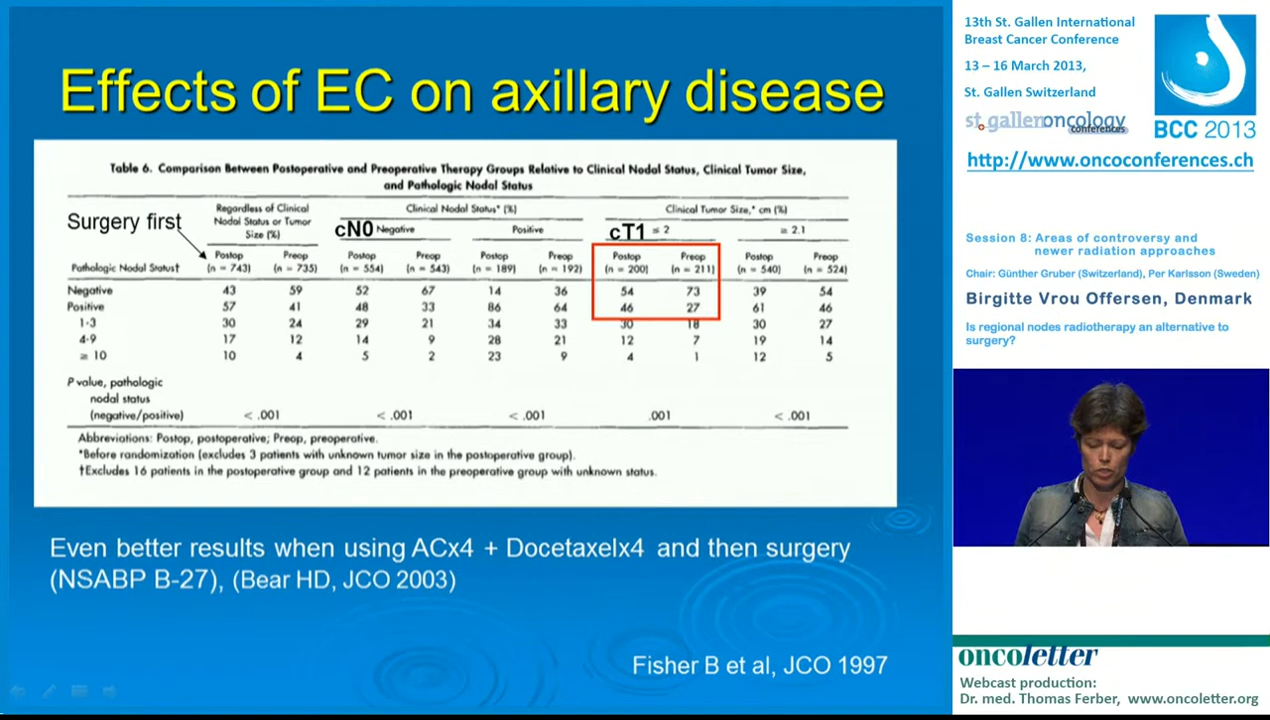 Effects of EC on axillary disease
Table 6. Comparison Between Postoperative and Preoperative Therapy Groups Relative to Clinical Nodal Status, Clinical Tumor Size,
and Pathologic Nodal Status
Surgery first
Regardless of Clinical
Nodal Status or Tumor
Size (%)
Clinical Nodal Status* (%)
Clinical Tumor Size,* cm (%)
cN0 Negative
Positive
cT1 ≤ 2
≥ 2.1
Pathologic Nodal Status†
Postop
(n = 743)
Preop
(n = 735)
Postop
(n = 554)
Preop
(n = 543)
Postop
(n = 189)
Preop
(n = 192)
Postop
(n = 200)
Preop
(n = 211)
Postop
(n = 540)
Preop
(n = 524)
Negative 43 59 52 67 14 36 54 73 39 54
Positive 57 41 48 33 86 64 46 27 61 46
1-3 30 24 29 21 34 33 30 18 30 27
4-9 17 12 14 9 28 21 12 7 19 14
≥ 10 10 4 5 2 23 9 4 1 12 5
P value, pathologic
nodal status
(negative/positive) < .001 < .001 < .001 .001 < .001
Abbreviations: Postop, postoperative; Preop, preoperative.
*Before randomization (excludes 3 patients with unknown tumor size in the postoperative group).
†Excludes 16 patients in the postoperative group and 12 patients in the preoperative group with unknown status.
Even better results when using ACx4 + Docetaxelx4 and then surgery
(NSABP B-27), (Bear HD, JCO 2003)
Fisher B et al, JCO 1997
13th St. Gallen International
Breast Cancer Conference
13 – 16 March 2013,
St. Gallen Switzerland
st.gallenoncology
conferences
BCC 2013
http://www.oncoconferences.ch
Session 8: Areas of controversy and
newer radiation approaches
Chair: Günther Gruber (Switzerland), Per Karlsson (Sweden)
Birgitte Vrou Offersen, Denmark
Is regional nodes radiotherapy an alternative to
surgery?
oncoletter
Webcast production:
Dr. med. Thomas Ferber, www.oncoletter.org